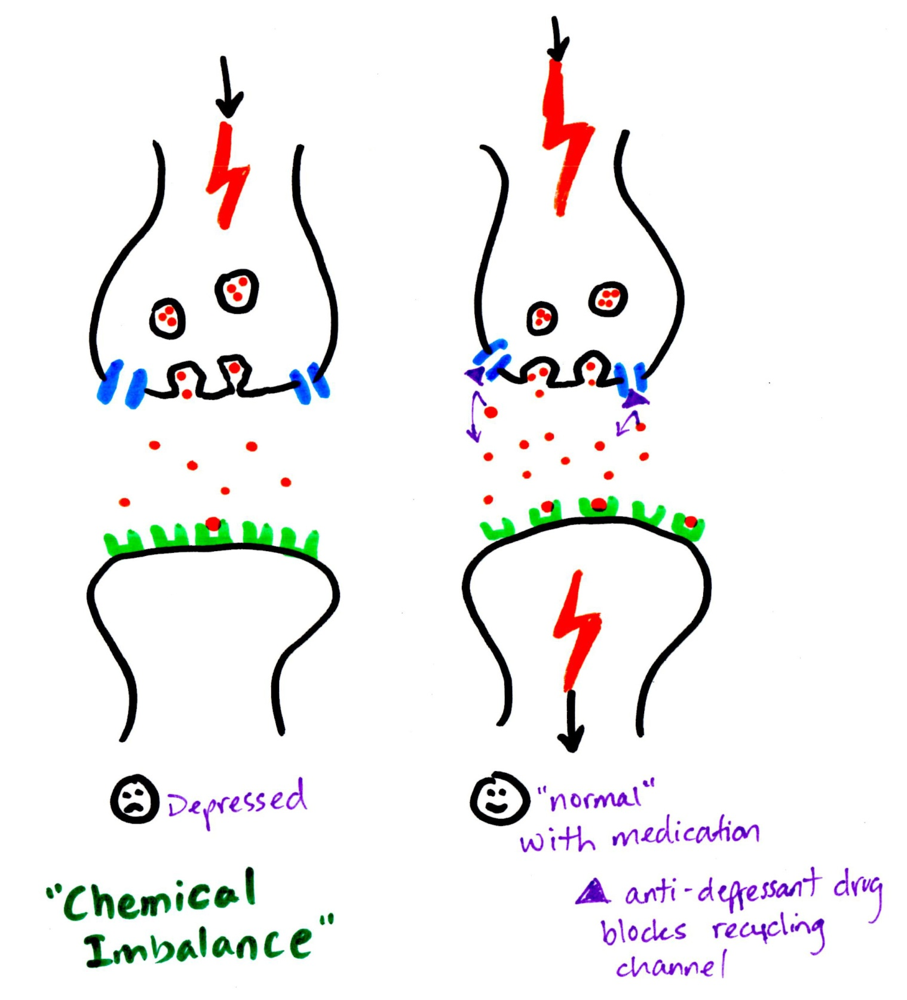 Depressed
"normal"
with medication
"Chemical
Imbalance"
anti-depressant drug
blocks recycling
channel